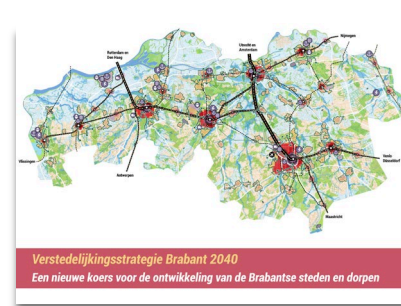 Nijmegen
Utrecht en
Amsterdam
Rotterdam en
Den Haag
Vlissingen
Antwerpen
Venlo
Düsseldorf
Maastricht
Verstedelijkingsstrategie Brabant 2040
Een nieuwe koers voor de ontwikkeling van de Brabantse steden en dorpen